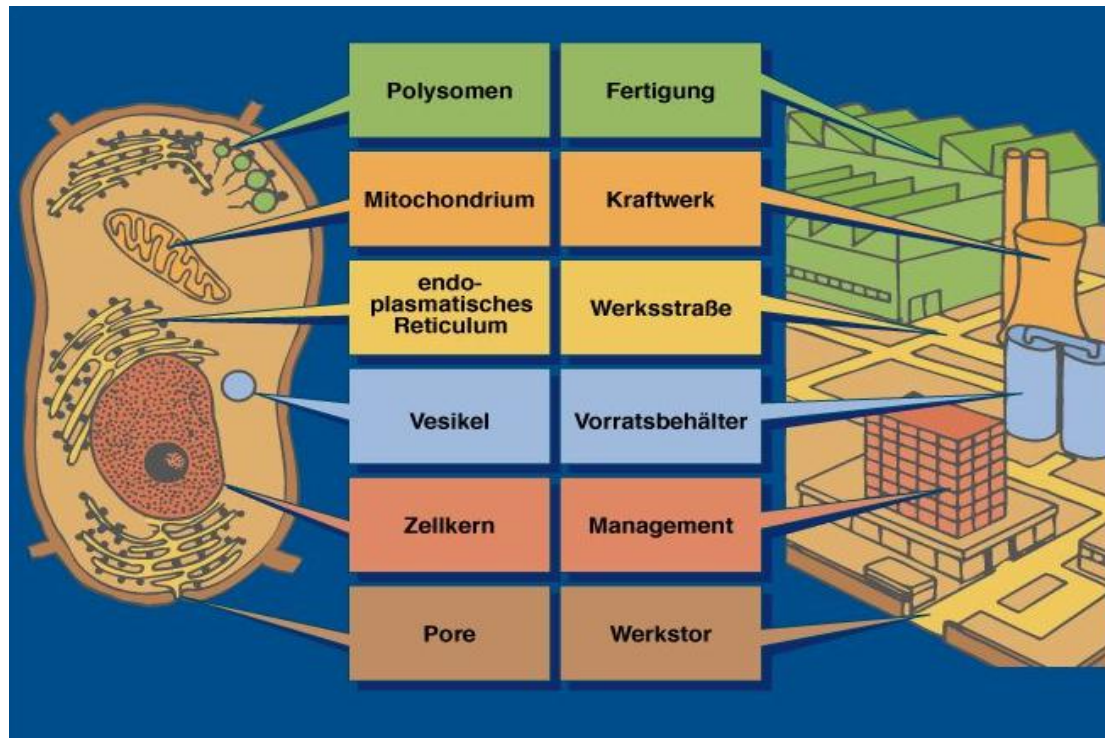 Polysomen
Fertigung
Mitochondrium
Kraftwerk
endo-
plasmatisches
Reticulum
Werksstraße
Vesikel
Vorratsbehälter
Zellkern
Management
Pore
Werkstor